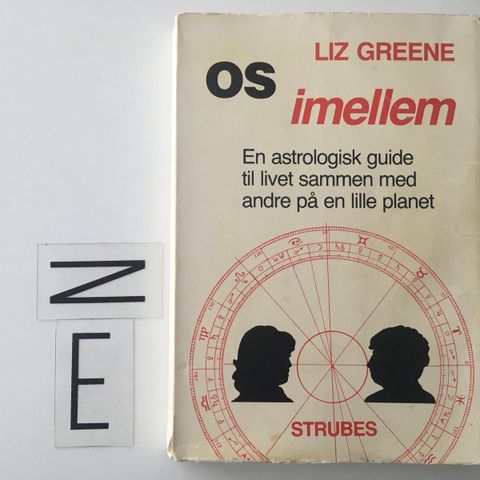 LIZ GREENE
os
imellem
En astrologisk guide
til livet sammen med
andre på en lille planet
STRUBES
N
E